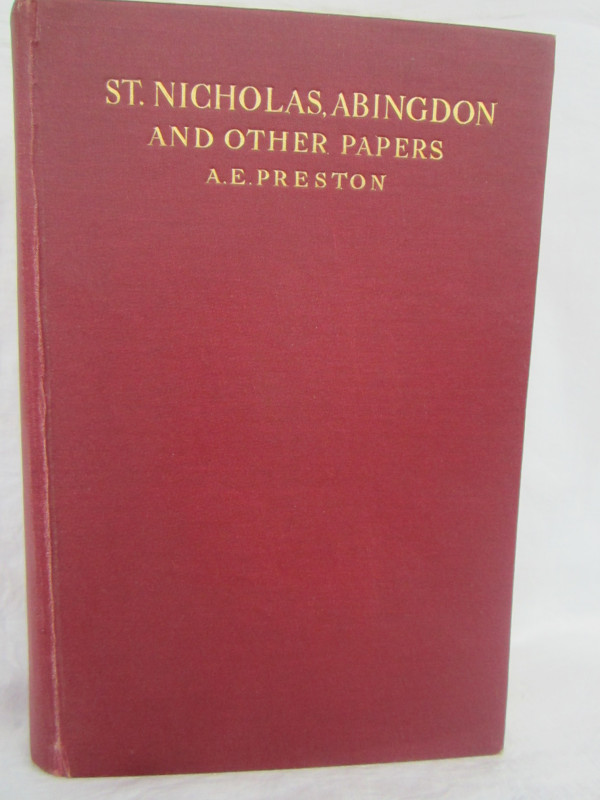 ST. NICHOLAS, ABINGDON
AND OTHER PAPERS
A.E. PRESTON